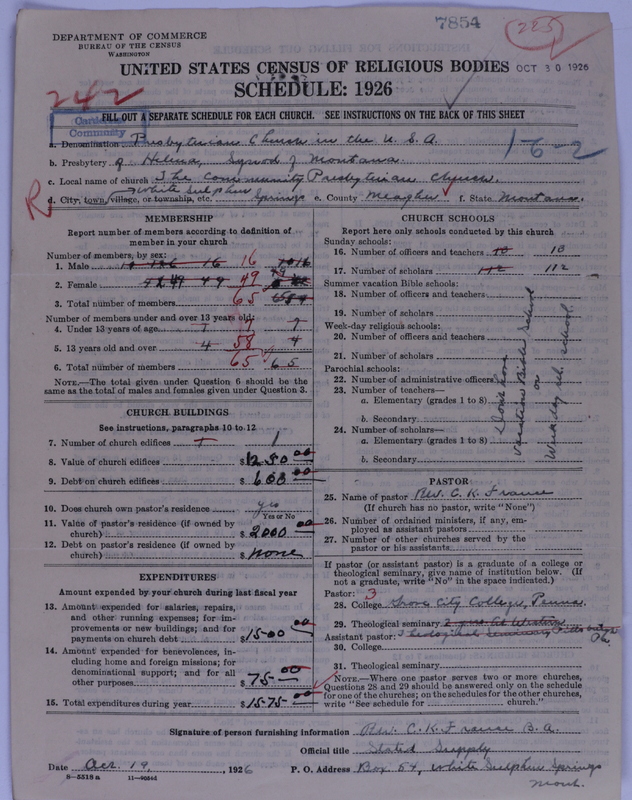 7854
225
DEPARTMENT OF COMMERCE
BUREAU OF THE CENSUS
WASHINGTON
UNITED STATES CENSUS OF RELIGIOUS BODIES OCT 30 1926
SCHEDULE: 1926
242
FILL OUT A SEPARATE SCHEDULE FOR EACH CHURCH. SEE INSTRUCTIONS ON THE BACK OF THIS SHEET
Community
1-6-2
a. Denomination Presbyterian Church in the U.S.A.
b. Presbytery of Helena, Synod of Montana
c. Local name of church The Community Presbyterian Church.
R
d. City, town, village, or township, etc. White Sulphur Springs e. County Meagher f. State Montana.
MEMBERSHIP
Report number of members according to definition of member in your church
Number of members, by sex:
1. Male 16 16
2. Female 49 49
3. Total number of members 65
Number of members under and over 13 years old:
4. Under 13 years of age 7 7
5. 13 years old and over 4 58 4
6. Total number of members 65 65
NOTE.—The total given under Question 6 should be the same as the total of males and females given under Question 3.
CHURCH BUILDINGS
See instructions, paragraphs 10 to 12
7. Number of church edifices 1
8. Value of church edifices $
9. Debt on church edifices $
10. Does church own pastor's residence yes
Yes or No
11. Value of pastor's residence (if owned by church) $ 2000 00
12. Debt on pastor's residence (if owned by church) $ None
EXPENDITURES
Amount expended by your church during last fiscal year
13. Amount expended for salaries, repairs, and other running expenses; for improvements or new buildings; and for payments on church debt $ 1500 00
14. Amount expended for benevolences, including home and foreign missions; for denominational support; and for all other purposes $ 75 00
15. Total expenditures during year $ 1575 00
CHURCH SCHOOLS
Report here only schools conducted by this church
Sunday schools:
16. Number of officers and teachers 10
17. Number of scholars 112 112
Summer vacation Bible schools:
18. Number of officers and teachers
19. Number of scholars
Week-day religious schools:
20. Number of officers and teachers
21. Number of scholars
Parochial schools:
22. Number of administrative officers
23. Number of teachers—
a. Elementary (grades 1 to 8)
b. Secondary
24. Number of scholars—
a. Elementary (grades 1 to 8)
b. Secondary
Vacation Bible School
or
school.
PASTOR
25. Name of pastor Rev. C. K.
(If church has no pastor, write "None")
26. Number of ordained ministers, if any, employed as assistant pastors
27. Number of other churches served by the pastor or his assistants
If pastor (or assistant pastor) is a graduate of a college or theological seminary, give name of institution below. (If not a graduate, write "No" in the space indicated.)
Pastor: 3
28. College Grove City College, Penna.
29. Theological seminary Western
Assistant pastor: Theological Seminary, Pittsburgh Pa.
30. College
31. Theological seminary
NOTE.—Where one pastor serves two or more churches, Questions 28 and 29 should be answered only on the schedule for one of the churches; on the schedules for the other churches, write "See schedule for church."
Signature of person furnishing information Rev. C. K. B.A.
Official title Stated Supply
Date Oct. 19, 1926 P. O. Address Box 54, White Sulphur Springs
Mont.
8-5518a 11-9054d